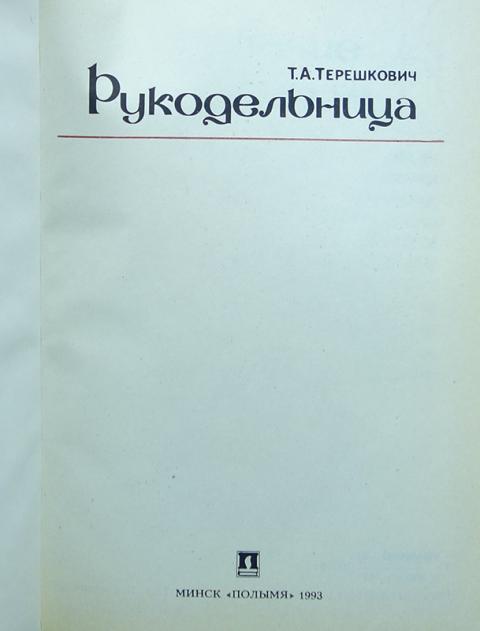 Т.А.Терешкович
Рукодельница
МИНСК «ПОЛЫМЯ» 1993